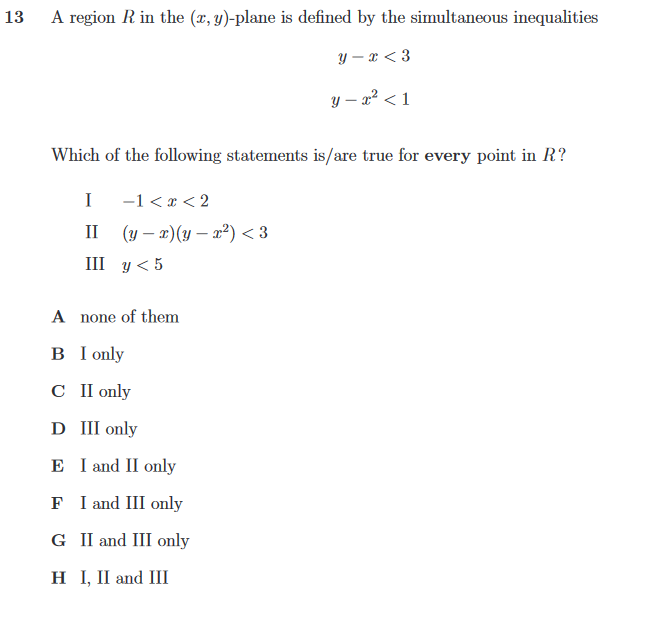 13 A region R in the (x, y)-plane is defined by the simultaneous inequalities
y − x < 3
y − x² < 1
Which of the following statements is/are true for every point in R?
I −1 < x < 2
II (y − x)(y − x²) < 3
III y < 5
A none of them
B I only
C II only
D III only
E I and II only
F I and III only
G II and III only
H I, II and III